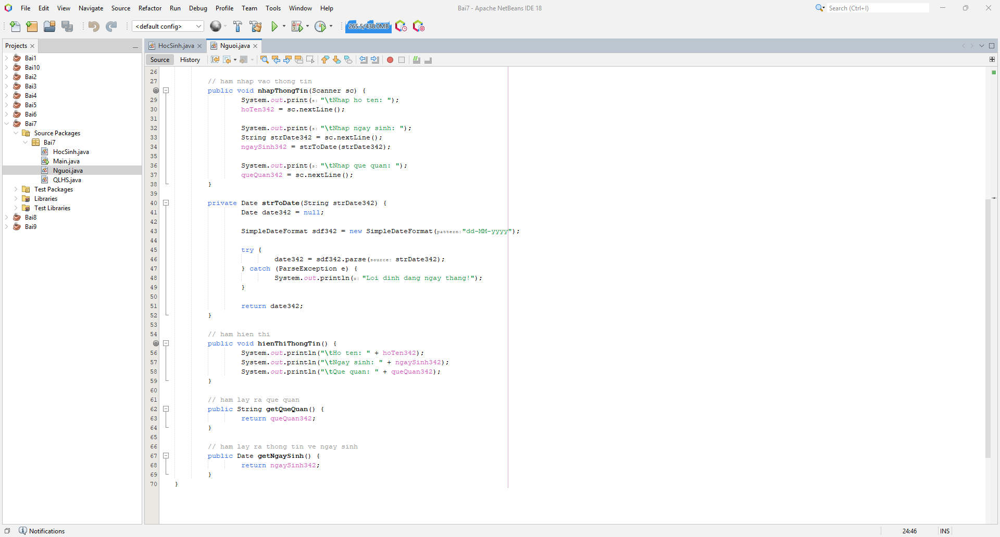 File Edit View Navigate Source Refactor Run Debug Profile Team Tools Window Help
Bai7 - Apache NetBeans IDE 18
Search (Ctrl+I)
<default config>
265.5/438.0MB
Projects
HocSinh.java
Nguoi.java
Source History
Bai1
Bai10
Bai2
Bai3
Bai4
Bai5
Bai6
Bai7
Source Packages
Bai7
HocSinh.java
Main.java
Nguoi.java
QLHS.java
Test Packages
Libraries
Test Libraries
Bai8
Bai9
26
27 // ham nhap vao thong tin
public void nhapThongTin(Scanner sc) {
29 System.out.print(s: "\tNhap ho ten: ");
30 hoTen342 = sc.nextLine();
31
32 System.out.print(s: "\tNhap ngay sinh: ");
33 String strDate342 = sc.nextLine();
34 ngaySinh342 = strToDate(strDate342);
35
36 System.out.print(s: "\tNhap que quan: ");
37 queQuan342 = sc.nextLine();
38 }
39
40 private Date strToDate(String strDate342) {
41 Date date342 = null;
42
43 SimpleDateFormat sdf342 = new SimpleDateFormat(pattern:"dd-MM-yyyy");
44
45 try {
46 date342 = sdf342.parse(source: strDate342);
47 } catch (ParseException e) {
48 System.out.println(x: "Loi dinh dang ngay thang!");
49 }
50
51 return date342;
52 }
53
54 // ham hien thi
public void hienThiThongTin() {
56 System.out.println("\tHo ten: " + hoTen342);
57 System.out.println("\tNgay sinh: " + ngaySinh342);
58 System.out.println("\tQue quan: " + queQuan342);
59 }
60
61 // ham lay ra que quan
62 public String getQueQuan() {
63 return queQuan342;
64 }
65
66 // ham lay ra thong tin ve ngay sinh
67 public Date getNgaySinh() {
68 return ngaySinh342;
69 }
70 }
Notifications
24:46
INS